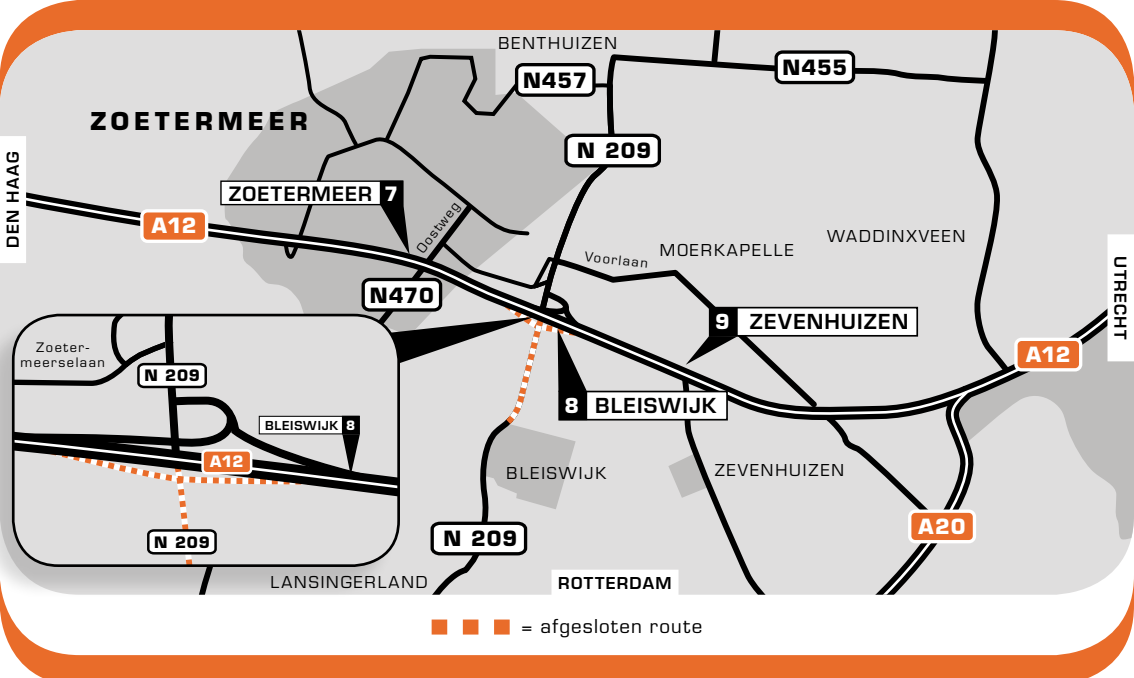 BENTHUIZEN
N457
N455
ZOETERMEER
N 209
DEN HAAG
ZOETERMEER 7
A12
Oostweg
Voorlaan
MOERKAPELLE
WADDINXVEEN
UTRECHT
N470
9 ZEVENHUIZEN
A12
8 BLEISWIJK
Zoeter-
meerselaan
N 209
BLEISWIJK 8
A12
N 209
BLEISWIJK
ZEVENHUIZEN
A20
N 209
LANSINGERLAND
ROTTERDAM
= afgesloten route